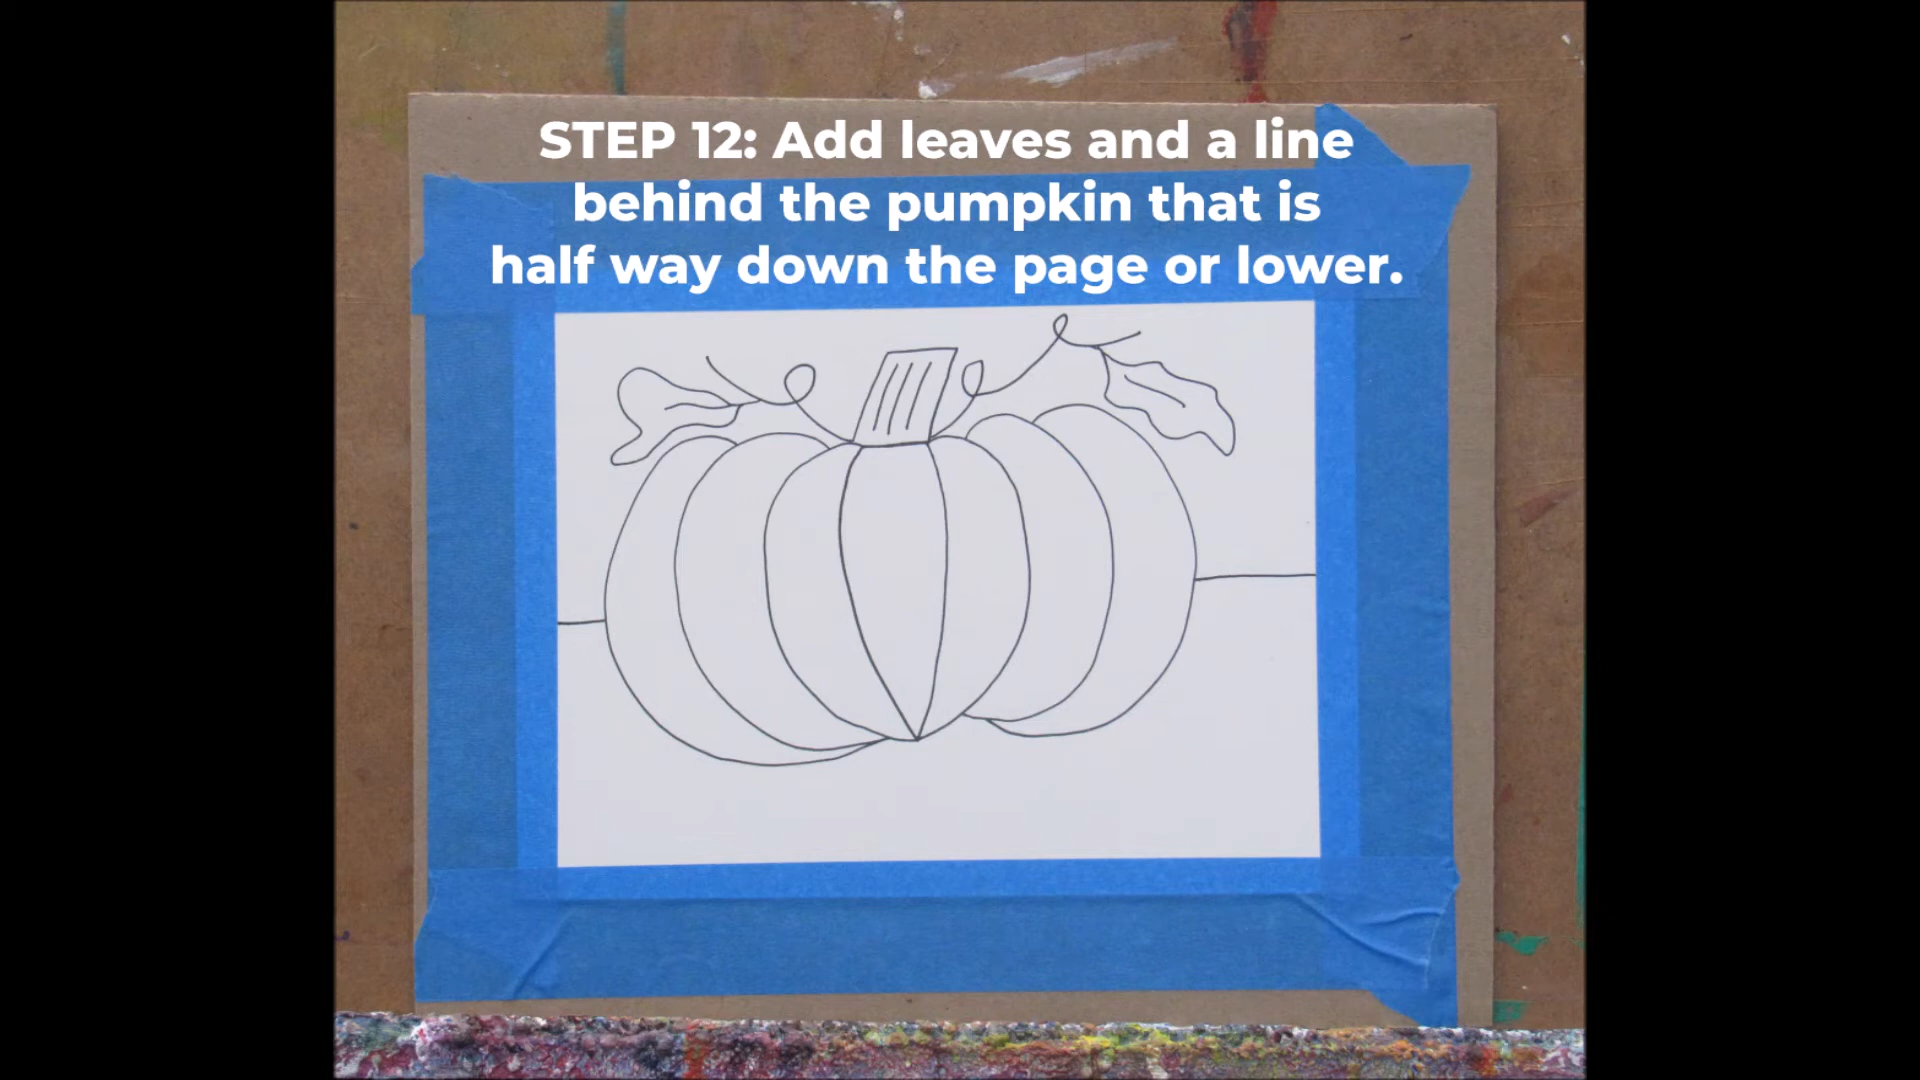 STEP 12: Add leaves and a line
behind the pumpkin that is
half way down the page or lower.